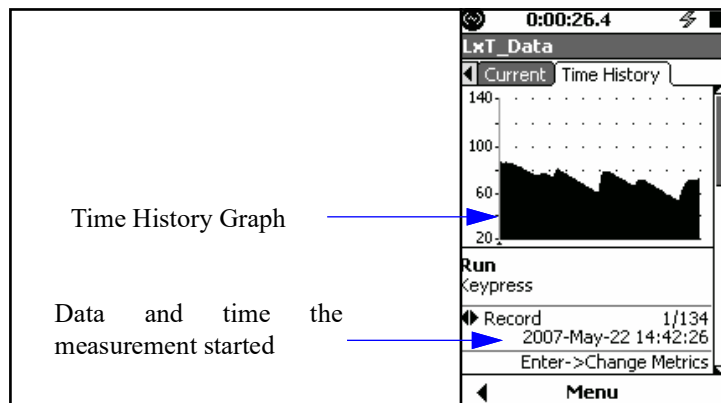 0:00:26.4
LxT_Data
Current Time History
140
100
60
20
Time History Graph
Run
Keypress
Data and time the
measurement started
Record 1/134
2007-May-22 14:42:26
Enter->Change Metrics
Menu